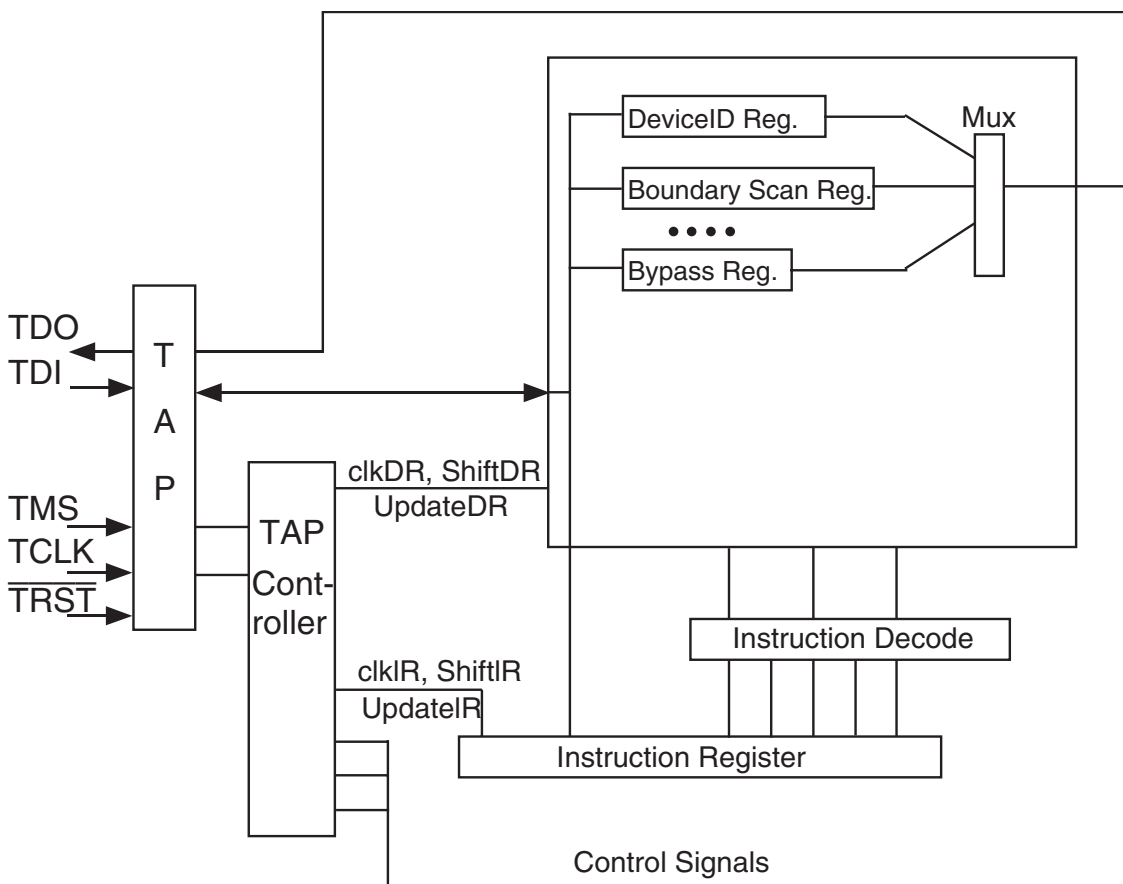 DeviceID Reg.
Mux
Boundary Scan Reg.
Bypass Reg.
TDO
TDI
T
A
P
TMS
TCLK
TRST
clkDR, ShiftDR
UpdateDR
TAP
Cont-
roller
Instruction Decode
clkIR, ShiftIR
UpdateIR
Instruction Register
Control Signals